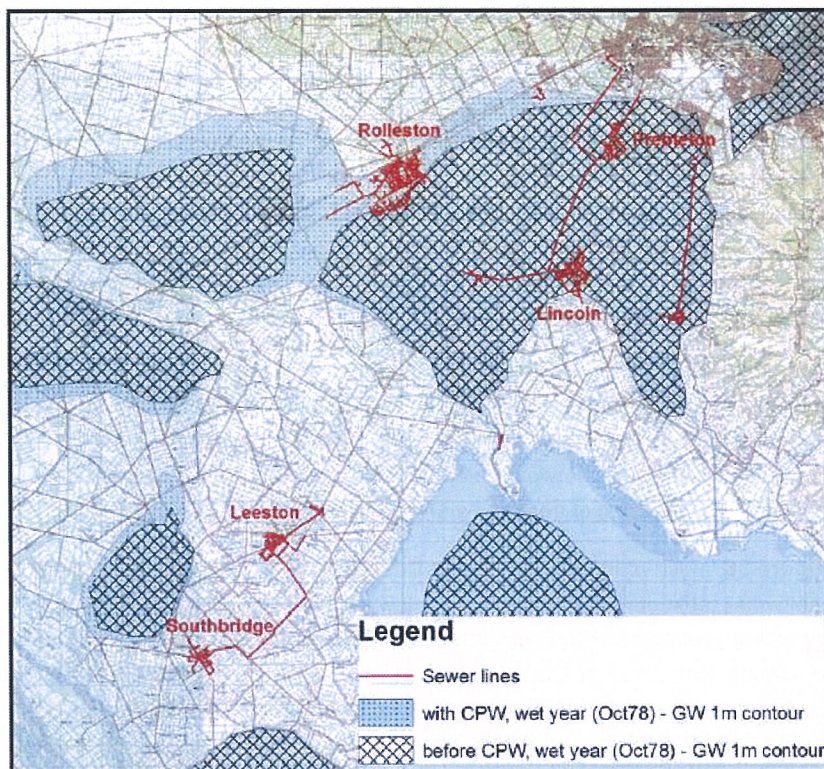 Rolleston
Prebbleton
Lincoln
Leeston
Southbridge
Legend
Sewer lines
with CPW, wet year (Oct78) - GW 1m contour
before CPW, wet year (Oct78) - GW 1m contour